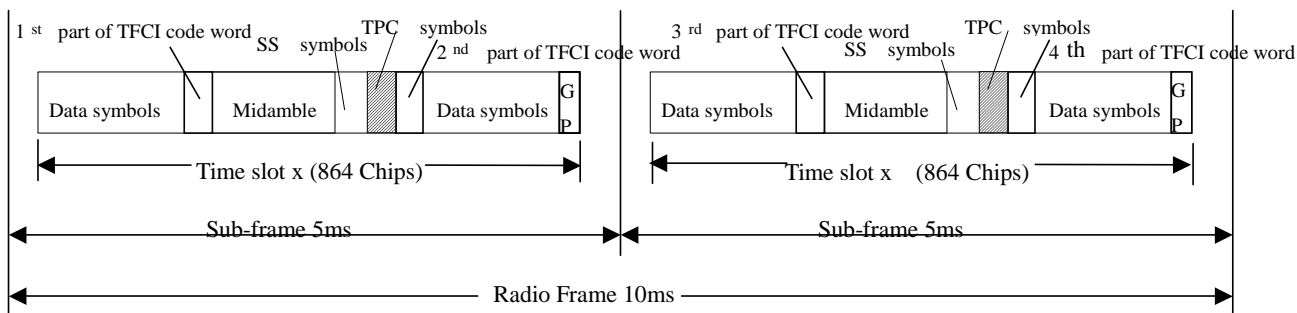 1 st part of TFCI code word
SS symbols
TPC symbols
2 nd part of TFCI code word
Data symbols
Midamble
Data symbols
G
P
Time slot x (864 Chips)
3 rd part of TFCI code word
SS symbols
TPC symbols
4 th part of TFCI code word
Data symbols
Midamble
Data symbols
G
P
Time slot x (864 Chips)
Sub-frame 5ms
Sub-frame 5ms
Radio Frame 10ms